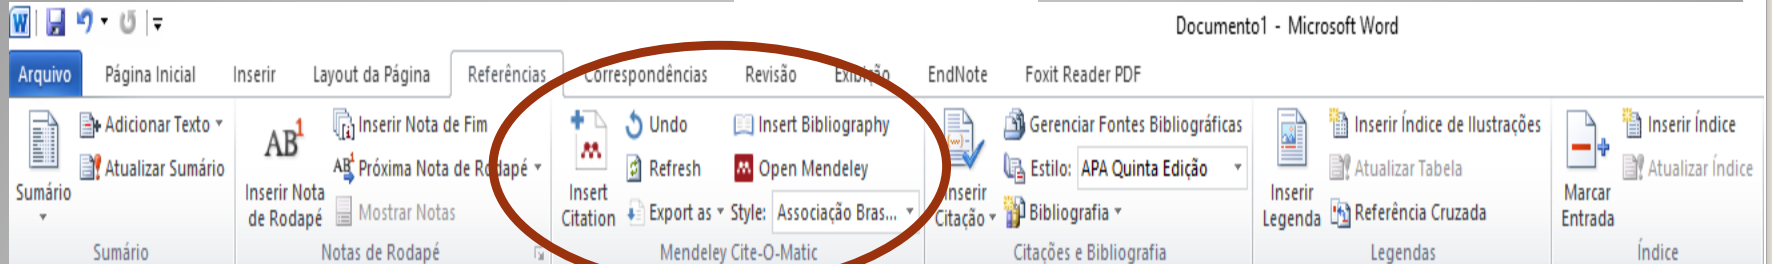 Documento1 - Microsoft Word
Arquivo Página Inicial Inserir Layout da Página Referências Correspondências Revisão Exibição EndNote Foxit Reader PDF
Sumário
Adicionar Texto
Atualizar Sumário
Sumário
AB1
Inserir Nota
de Rodapé
Inserir Nota de Fim
Próxima Nota de Rodapé
Mostrar Notas
Notas de Rodapé
Insert
Citation
Undo
Refresh
Export as
Insert Bibliography
Open Mendeley
Style: Associação Bras...
Mendeley Cite-O-Matic
Inserir
Citação
Gerenciar Fontes Bibliográficas
Estilo: APA Quinta Edição
Bibliografia
Citações e Bibliografia
Inserir
Legenda
Inserir Índice de Ilustrações
Atualizar Tabela
Referência Cruzada
Legendas
Marcar
Entrada
Inserir Índice
Atualizar Índice
Índice